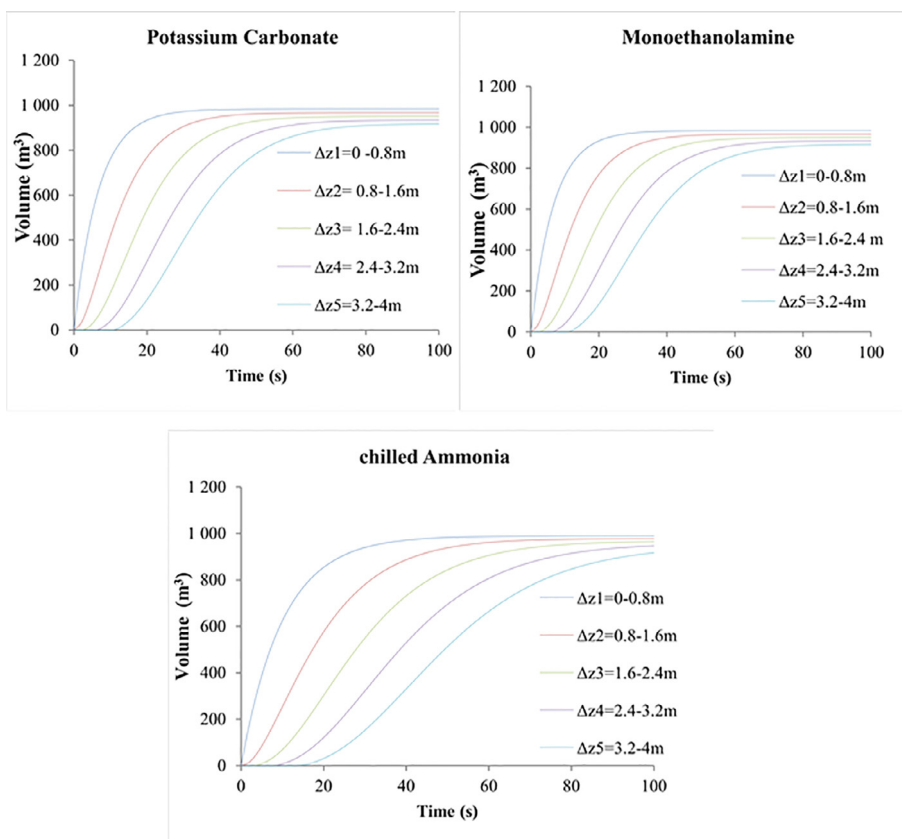 Potassium Carbonate
1 200
1 000
800
600
400
200
0
Volume (m³)
0 20 40 60 80 100
Time (s)
Δz1=0 -0.8m
Δz2= 0.8-1.6m
Δz3= 1.6-2.4m
Δz4= 2.4-3.2m
Δz5=3.2-4m
Monoethanolamine
1 200
1 000
800
600
400
200
0
Volume (m³)
0 20 40 60 80 100
Time (s)
Δz1=0-0.8m
Δz2=0.8-1.6m
Δz3=1.6-2.4 m
Δz4=2.4-3.2m
Δz5=3.2-4m
chilled Ammonia
1 200
1 000
800
600
400
200
0
Volume (m³)
0 20 40 60 80 100
Time (s)
Δz1=0-0.8m
Δz2=0.8-1.6m
Δz3=1.6-2.4m
Δz4=2.4-3.2m
Δz5=3.2-4m